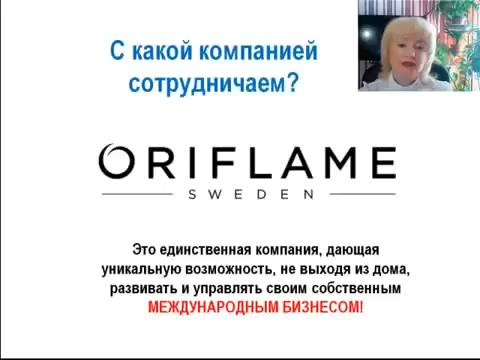 С какой компанией
сотрудничаем?
ORIFLAME
SWEDEN
Это единственная компания, дающая
уникальную возможность, не выходя из дома,
развивать и управлять своим собственным
МЕЖДУНАРОДНЫМ БИЗНЕСОМ!